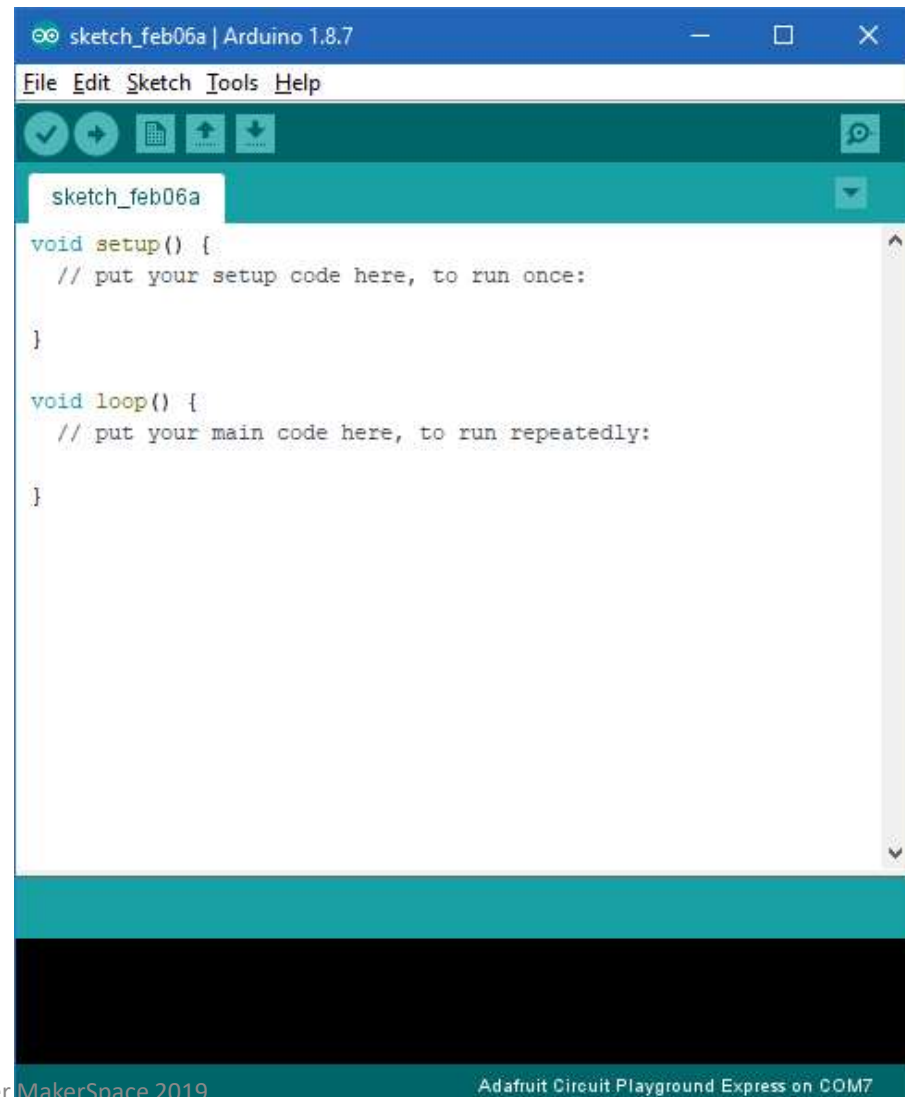 sketch_feb06a | Arduino 1.8.7
File Edit Sketch Tools Help
sketch_feb06a
void setup() {
  // put your setup code here, to run once:
}
void loop() {
  // put your main code here, to run repeatedly:
}
MakerSpace 2019
Adafruit Circuit Playground Express on COM7